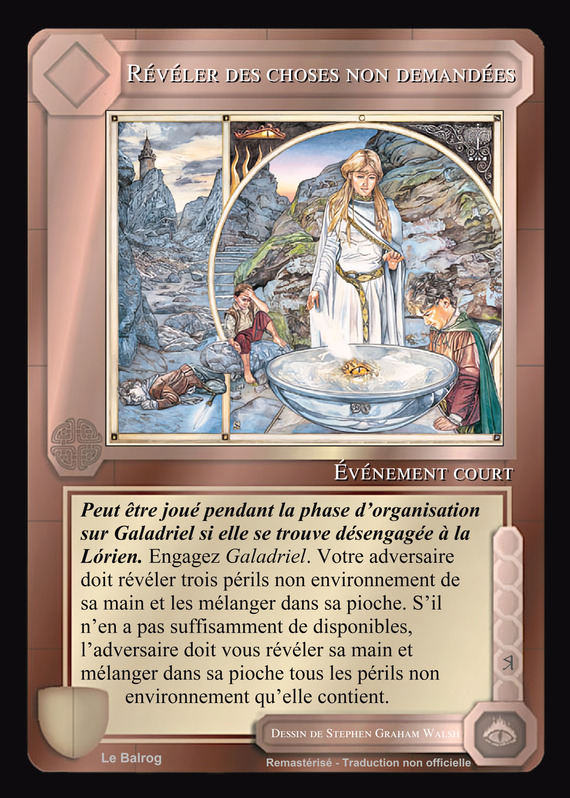 RÉVÉLER DES CHOSES NON DEMANDÉES
ÉVÉNEMENT COURT
Peut être joué pendant la phase d'organisation
sur Galadriel si elle se trouve désengagée à la
Lórien. Engagez Galadriel. Votre adversaire
doit révéler trois périls non environnement de
sa main et les mélanger dans sa pioche. S'il
n'en a pas suffisamment de disponibles,
l'adversaire doit vous révéler sa main et
mélanger dans sa pioche tous les périls non
environnement qu'elle contient.
DESSIN DE STEPHEN GRAHAM WALSH
Le Balrog
Remastérisé - Traduction non officielle